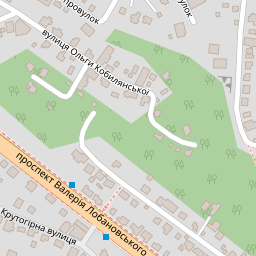 провулок
вулиця Ольги Кобилянської
проспект Валерія Лобановського
Крутогірна вулиця